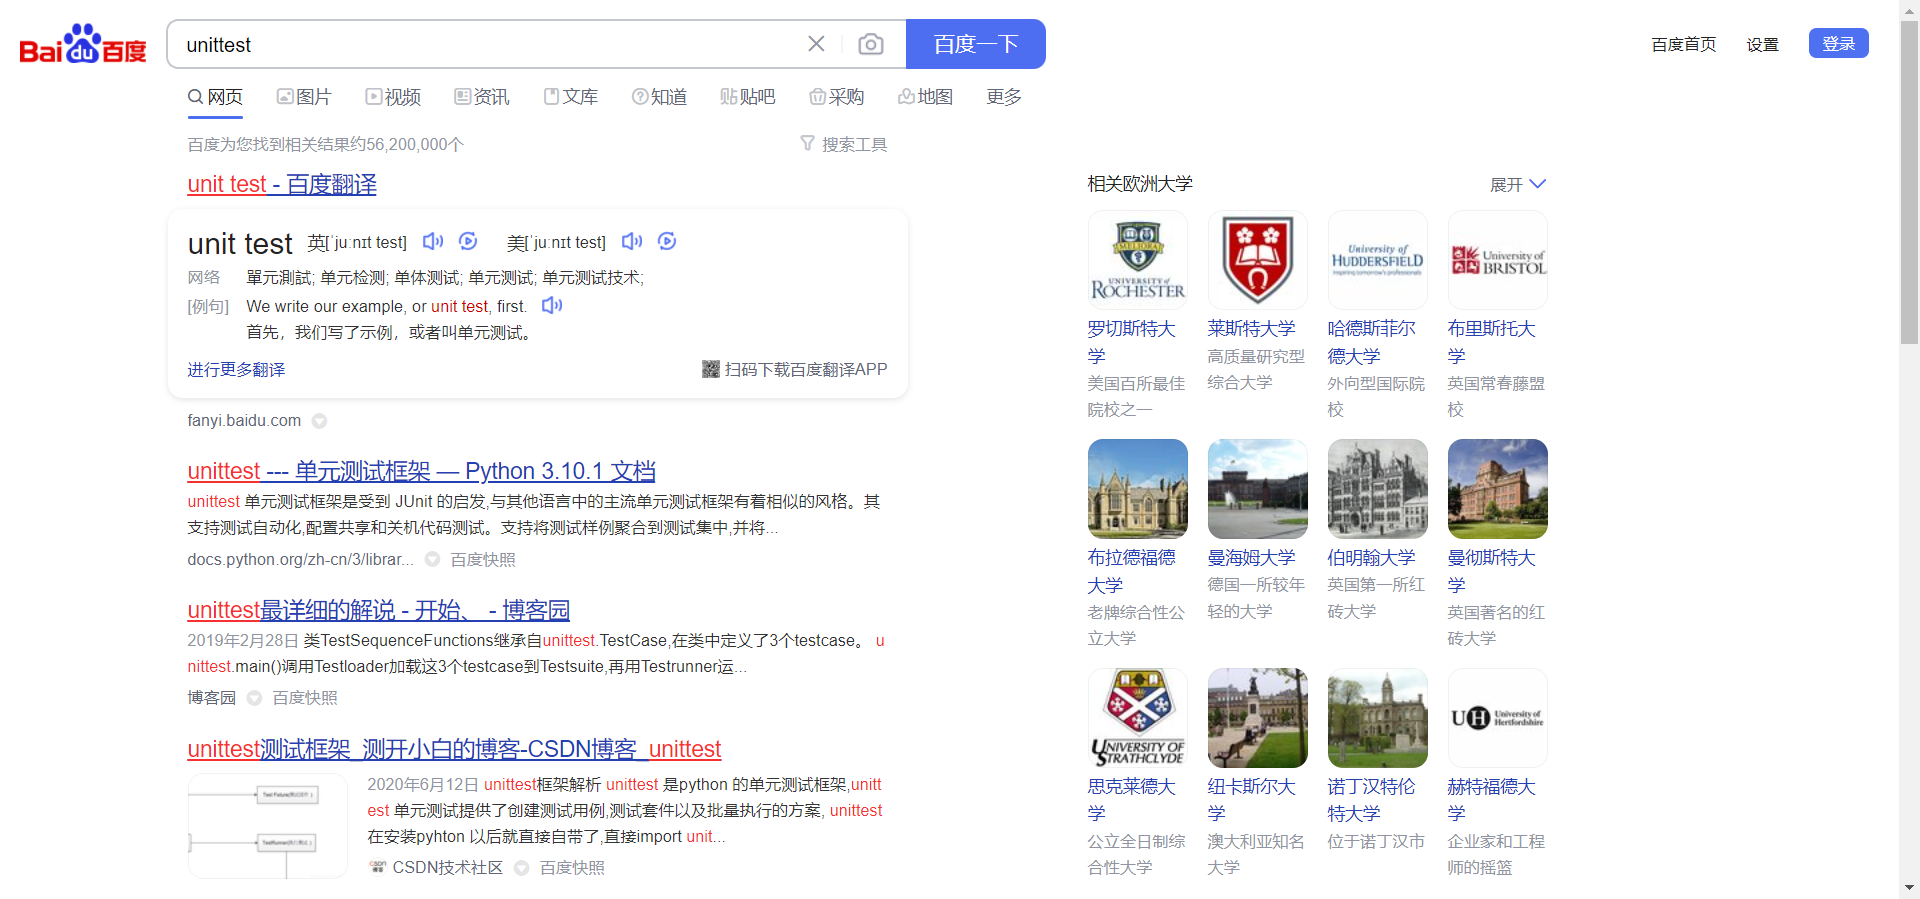 Bai du 百度
unittest
百度一下
百度首页 设置 登录
网页 图片 视频 资讯 文库 知道 贴吧 采购 地图 更多
百度为您找到相关结果约56,200,000个
搜索工具
unit test - 百度翻译
unit test 英[ˈjuːnɪt test] 美[ˈjuːnɪt test]
网络 單元測試; 单元检测; 单体测试; 单元测试; 单元测试技术;
[例句] We write our example, or unit test, first.
首先，我们写了示例，或者叫单元测试。
进行更多翻译 扫码下载百度翻译APP
fanyi.baidu.com
unittest --- 单元测试框架 — Python 3.10.1 文档
unittest 单元测试框架是受到 JUnit 的启发,与其他语言中的主流单元测试框架有着相似的风格。其
支持测试自动化,配置共享和关机代码测试。支持将测试样例聚合到测试集中,并将...
docs.python.org/zh-cn/3/librar... 百度快照
unittest最详细的解说 - 开始、 - 博客园
2019年2月28日 类TestSequenceFunctions继承自unittest.TestCase,在类中定义了3个testcase。 u
nittest.main()调用Testloader加载这3个testcase到Testsuite,再用Testrunner运...
博客园 百度快照
unittest测试框架_测开小白的博客-CSDN博客_unittest
2020年6月12日 unittest框架解析 unittest 是python 的单元测试框架,unitt
est 单元测试提供了创建测试用例,测试套件以及批量执行的方案, unittest
在安装pyhton 以后就直接自带了,直接import unit...
CSDN技术社区 百度快照
相关欧洲大学 展开
MELIORA
UNIVERSITY of
ROCHESTER
University of
HUDDERSFIELD
Inspiring tomorrow's professionals
University of
BRISTOL
罗切斯特大
学
美国百所最佳
院校之一
莱斯特大学
高质量研究型
综合大学
哈德斯菲尔
德大学
外向型国际院
校
布里斯托大
学
英国常春藤盟
校
布拉德福德
大学
老牌综合性公
立大学
曼海姆大学
德国一所较年
轻的大学
伯明翰大学
英国第一所红
砖大学
曼彻斯特大
学
英国著名的红
砖大学
UNIVERSITY OF
STRATHCLYDE
UH University of
Hertfordshire
思克莱德大
学
公立全日制综
合性大学
纽卡斯尔大
学
澳大利亚知名
大学
诺丁汉特伦
特大学
位于诺丁汉市
赫特福德大
学
企业家和工程
师的摇篮